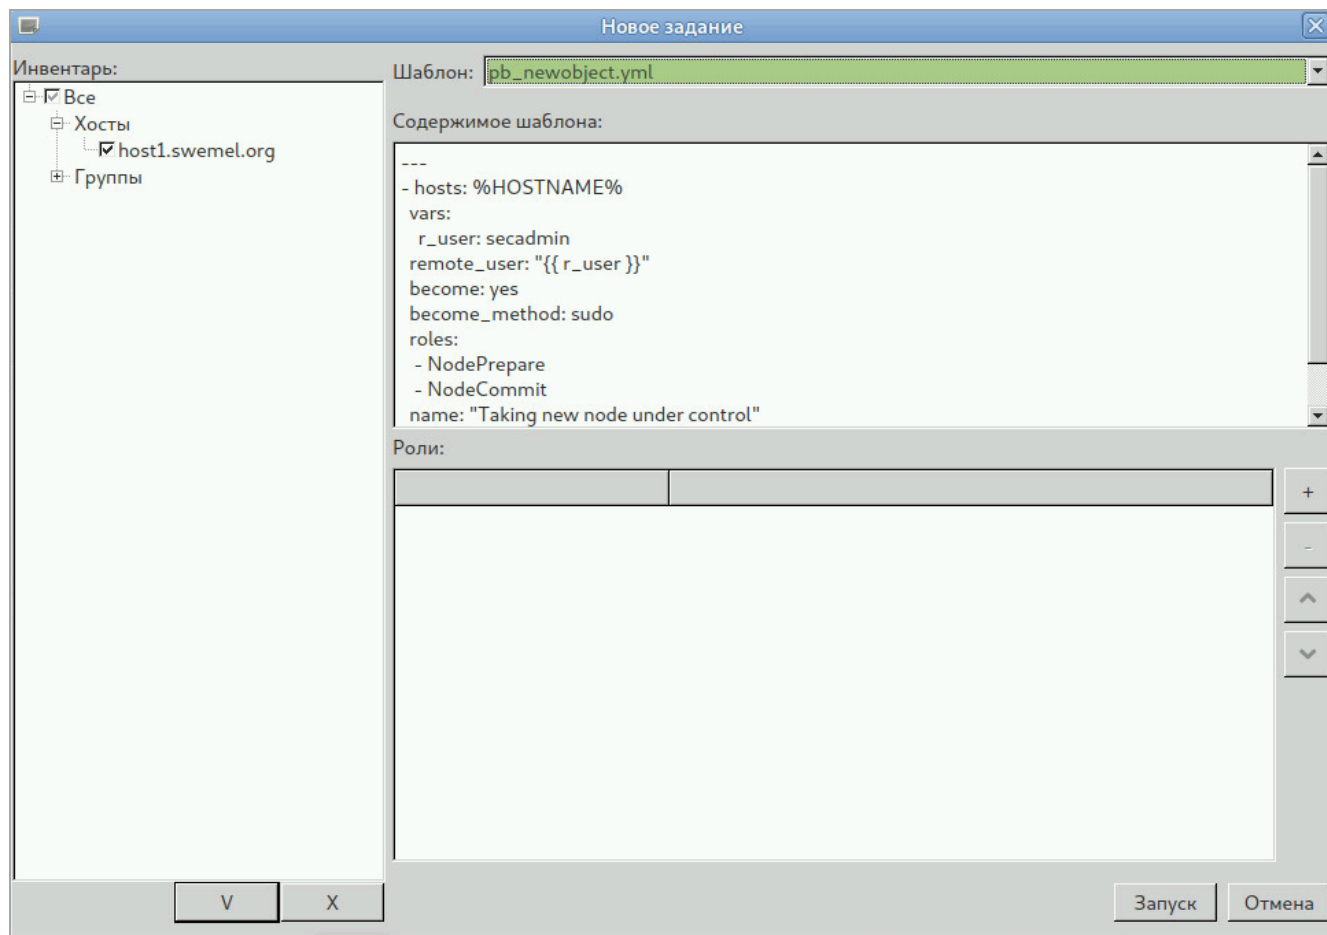 Новое задание
Инвентарь:
Все
Хосты
host1.swemel.org
Группы
Шаблон: pb_newobject.yml
Содержимое шаблона:
---
- hosts: %HOSTNAME%
vars:
r_user: secadmin
remote_user: "{{ r_user }}"
become: yes
become_method: sudo
roles:
- NodePrepare
- NodeCommit
name: "Taking new node under control"
Роли:
+
-
V X
Запуск Отмена